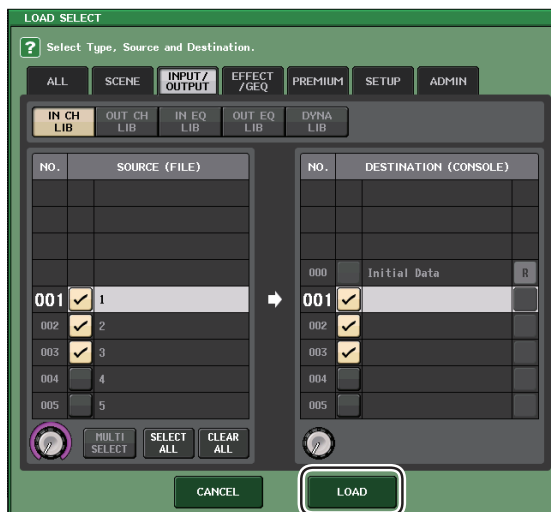 LOAD SELECT
? Select Type, Source and Destination.
ALL SCENE INPUT/ OUTPUT EFFECT /GEQ PREMIUM SETUP ADMIN
IN CH LIB OUT CH LIB IN EQ LIB OUT EQ LIB DYNA LIB
NO. SOURCE (FILE) NO. DESTINATION (CONSOLE)
000 Initial Data R
001 1 001
002 2 002
003 3 003
004 4 004
005 5 005
MULTI SELECT SELECT ALL CLEAR ALL
CANCEL LOAD